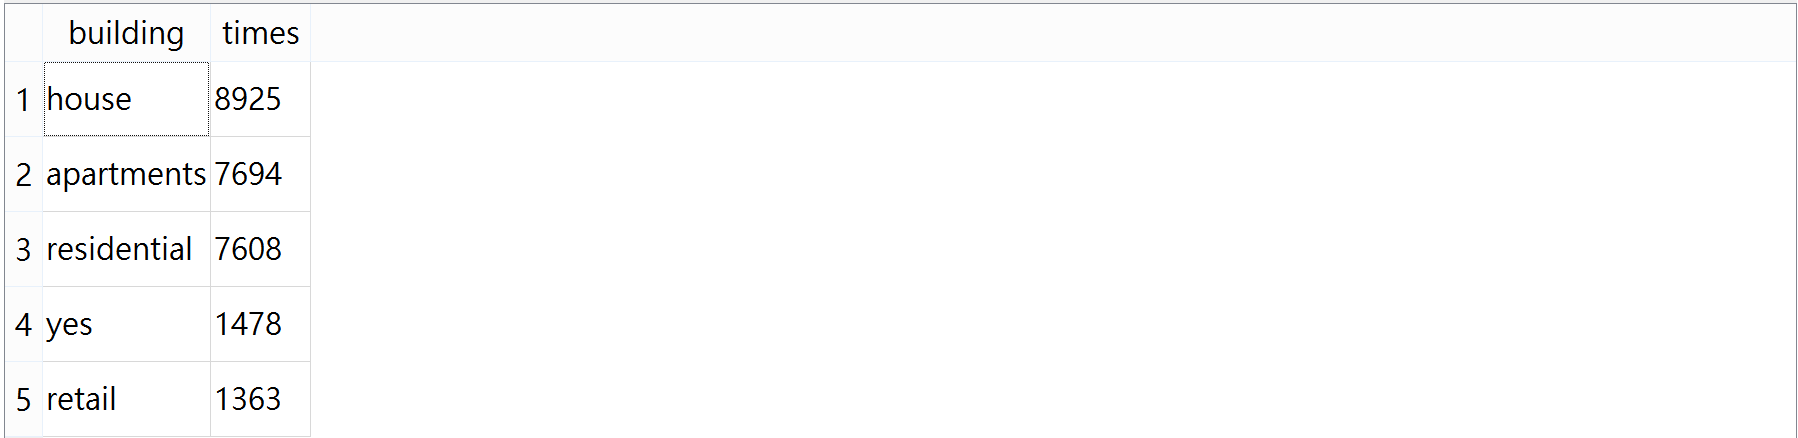 building times
1 house 8925
2 apartments 7694
3 residential 7608
4 yes 1478
5 retail 1363